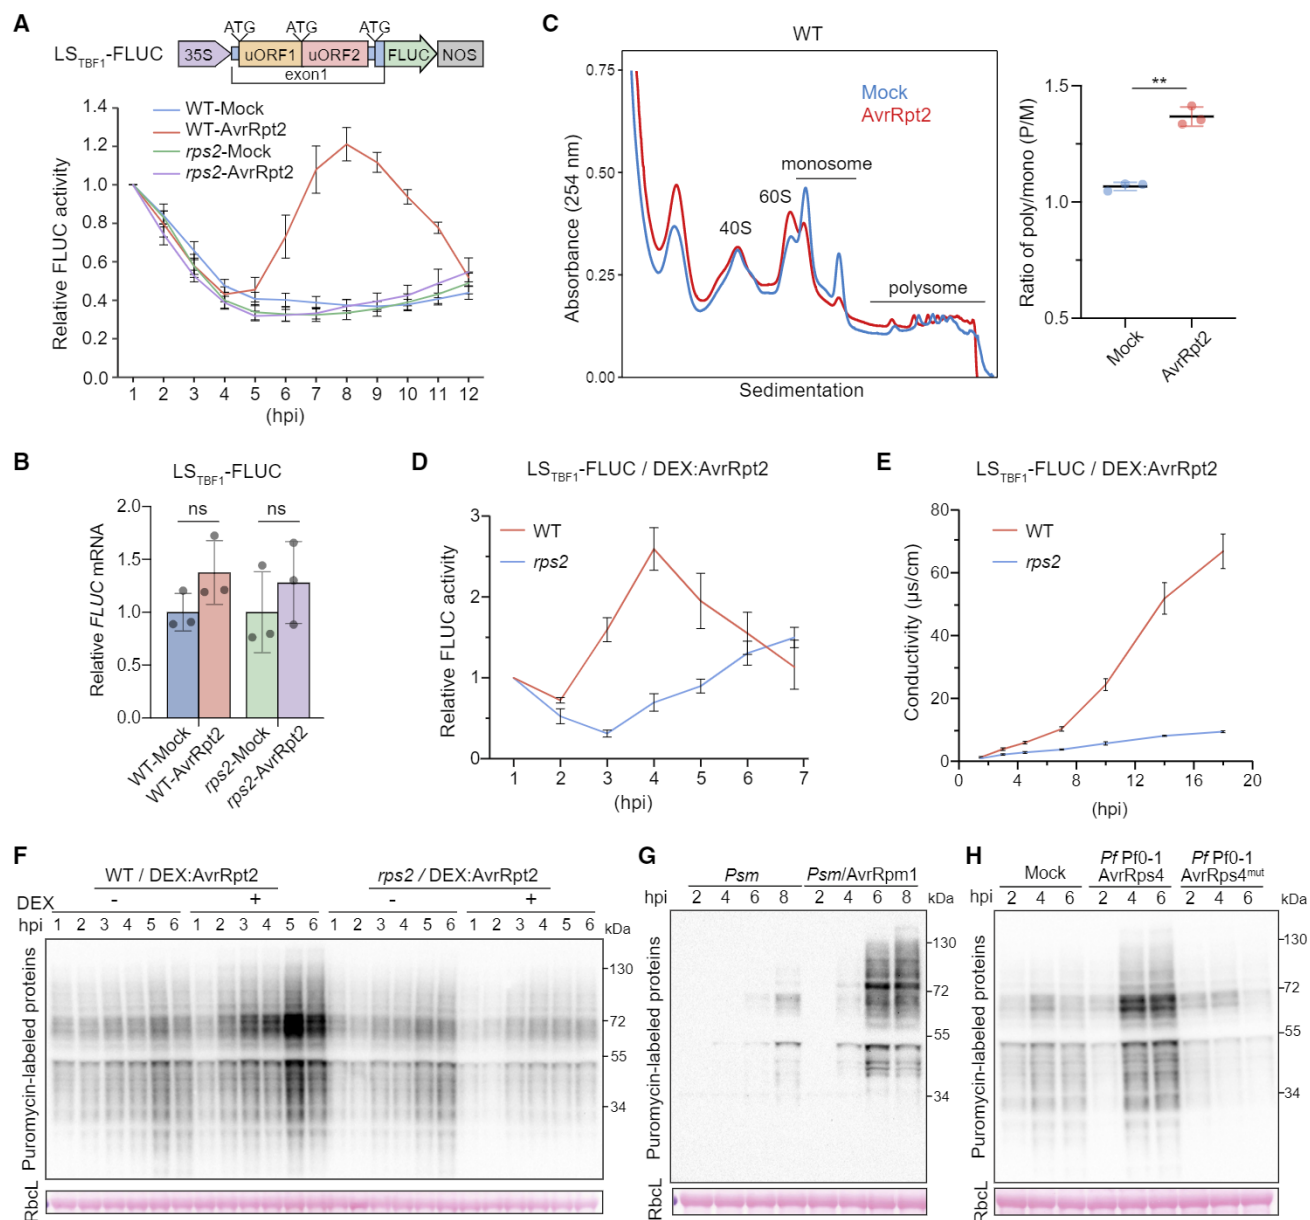 A
ATG ATG ATG
LS_TBF1-FLUC
35S uORF1 uORF2 FLUC NOS
exon1
1.4
1.2
1.0
0.8
0.6
0.4
0.2
0.0
Relative FLUC activity
WT-Mock
WT-AvrRpt2
rps2-Mock
rps2-AvrRpt2
1 2 3 4 5 6 7 8 9 10 11 12
(hpi)
C
WT
0.75
0.50
0.25
0.00
Absorbance (254 nm)
Mock
AvrRpt2
monosome
60S
40S
polysome
Sedimentation
1.5
1.0
0.5
Ratio of poly/mono (P/M)
**
Mock
AvrRpt2
B
LS_TBF1-FLUC
2.0
1.5
1.0
0.5
0.0
Relative FLUC mRNA
ns ns
WT-Mock
WT-AvrRpt2
rps2-Mock
rps2-AvrRpt2
D
LS_TBF1-FLUC / DEX:AvrRpt2
3
2
1
0
Relative FLUC activity
WT
rps2
1 2 3 4 5 6 7
(hpi)
E
LS_TBF1-FLUC / DEX:AvrRpt2
80
60
40
20
0
Conductivity (µs/cm)
WT
rps2
0 4 8 12 16 20
(hpi)
F
WT / DEX:AvrRpt2 rps2 / DEX:AvrRpt2
DEX - + - +
hpi 1 2 3 4 5 6 1 2 3 4 5 6 1 2 3 4 5 6 1 2 3 4 5 6 kDa
130
72
55
34
Puromycin-labeled proteins
RbcL
G
Psm Psm/AvrRpm1
hpi 2 4 6 8 2 4 6 8 kDa
130
72
55
34
Puromycin-labeled proteins
RbcL
H
Mock Pf Pf0-1 AvrRps4 Pf Pf0-1 AvrRps4mut
hpi 2 4 6 2 4 6 2 4 6 kDa
130
72
55
34
Puromycin-labeled proteins
RbcL